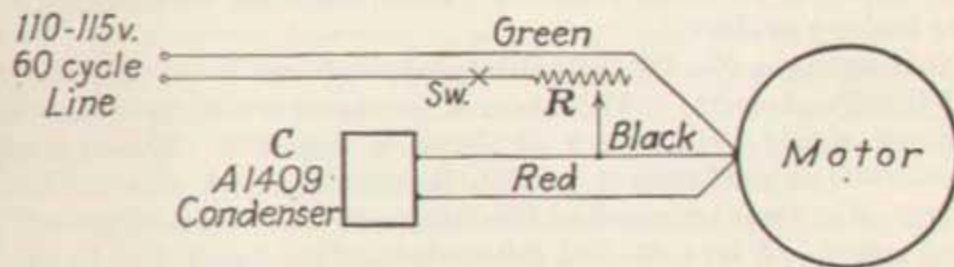 110-115v.
60 cycle
Line
Green
Sw.
R
Black
C
A1409
Condenser
Red
Motor